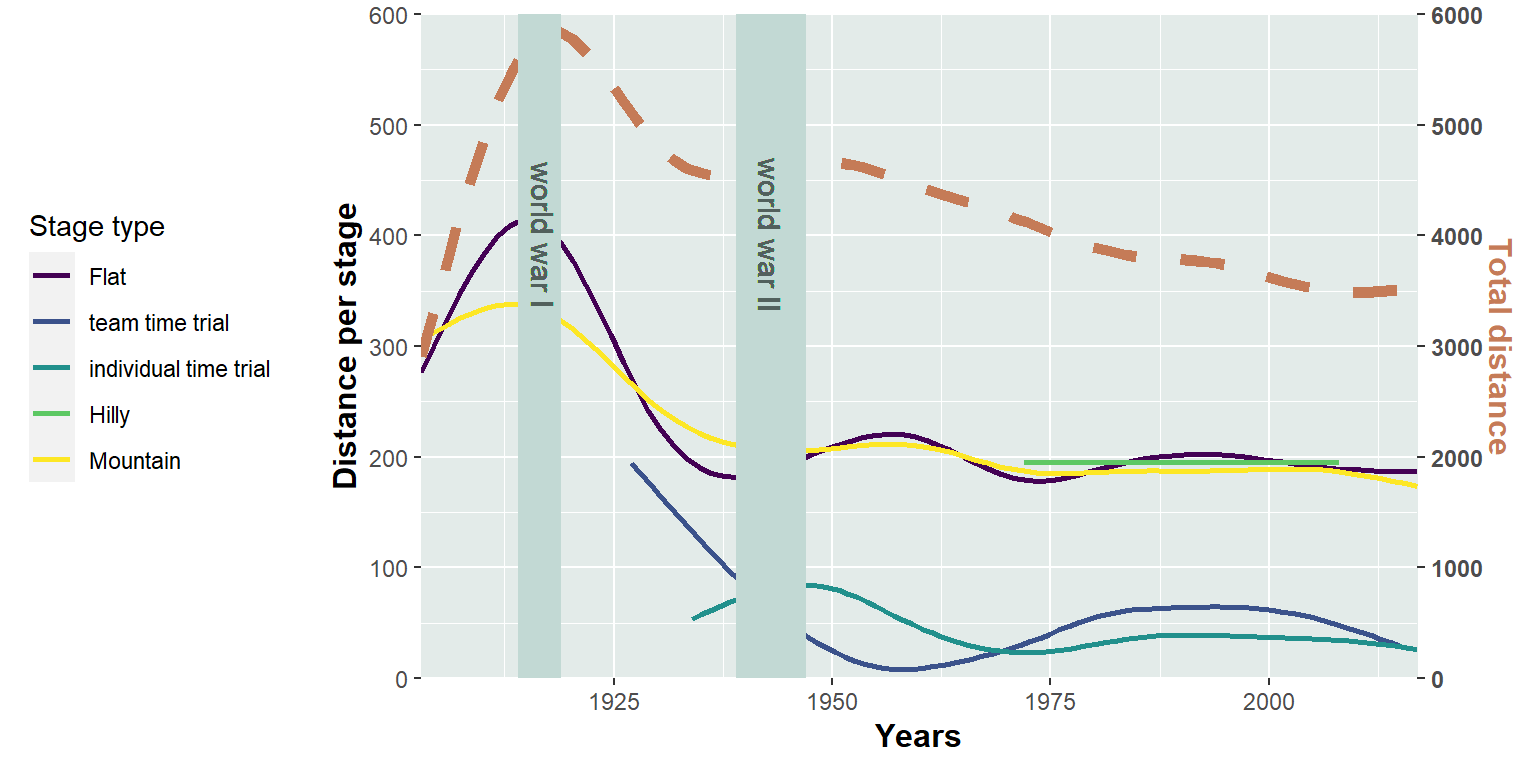 Stage type
Flat
team time trial
individual time trial
Hilly
Mountain
Distance per stage
600
500
400
300
200
100
0
world war I
world war II
6000
5000
4000
3000
2000
1000
0
Total distance
1925
1950
1975
2000
Years